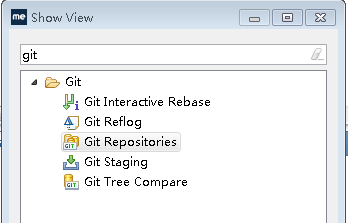 me Show View
git
Git
Git Interactive Rebase
Git Reflog
Git Repositories
Git Staging
Git Tree Compare